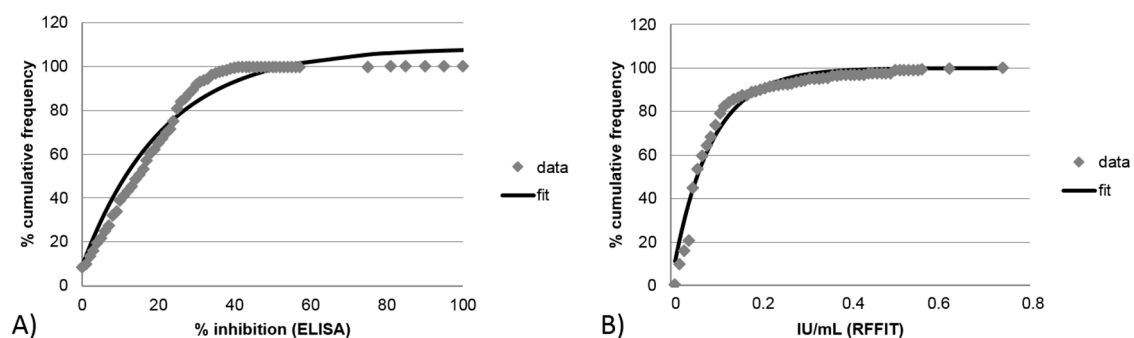 120
100
80
60
40
20
0
% cumulative frequency
0 20 40 60 80 100
% inhibition (ELISA)
data
fit
A)
120
100
80
60
40
20
0
% cumulative frequency
0 0.2 0.4 0.6 0.8
IU/mL (RFFIT)
data
fit
B)